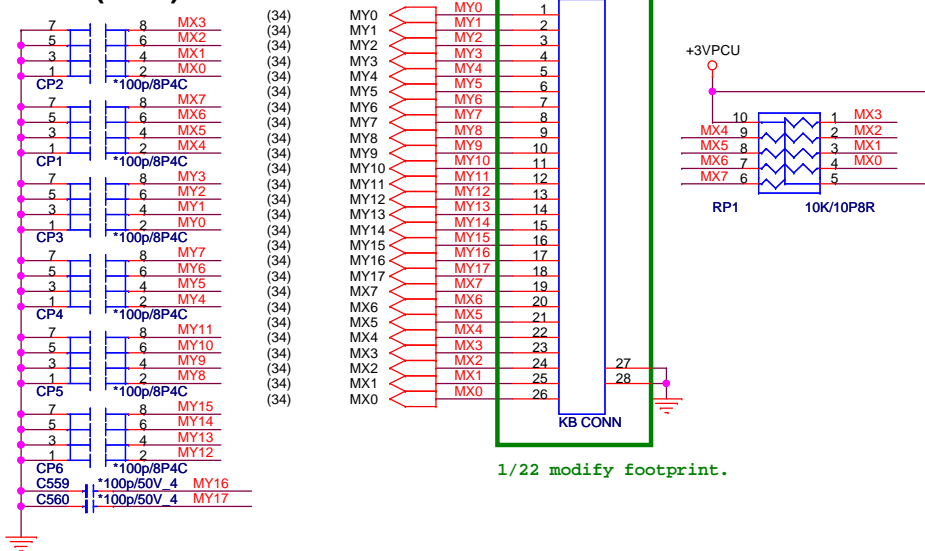 7 8 MX3
5 6 MX2
3 4 MX1
1 2 MX0
CP2 *100p/8P4C
7 8 MX7
5 6 MX6
3 4 MX5
1 2 MX4
CP1 *100p/8P4C
7 8 MY3
5 6 MY2
3 4 MY1
1 2 MY0
CP3 *100p/8P4C
7 8 MY7
5 6 MY6
3 4 MY5
1 2 MY4
CP4 *100p/8P4C
7 8 MY11
5 6 MY10
3 4 MY9
1 2 MY8
CP5 *100p/8P4C
7 8 MY15
5 6 MY14
3 4 MY13
1 2 MY12
CP6 *100p/8P4C
C559 *100p/50V_4 MY16
C560 *100p/50V_4 MY17
(34) MY0 MY0 1
(34) MY1 MY1 2
(34) MY2 MY2 3
(34) MY3 MY3 4
(34) MY4 MY4 5
(34) MY5 MY5 6
(34) MY6 MY6 7
(34) MY7 MY7 8
(34) MY8 MY8 9
(34) MY9 MY9 10
(34) MY10 MY10 11
(34) MY11 MY11 12
(34) MY12 MY12 13
(34) MY13 MY13 14
(34) MY14 MY14 15
(34) MY15 MY15 16
(34) MY16 MY16 17
(34) MY17 MY17 18
(34) MX7 MX7 19
(34) MX6 MX6 20
(34) MX5 MX5 21
(34) MX4 MX4 22
(34) MX3 MX3 23
(34) MX2 MX2 24 27
(34) MX1 MX1 25 28
(34) MX0 MX0 26
KB CONN
1/22 modify footprint.
+3VPCU
10 1 MX3
MX4 9 2 MX2
MX5 8 3 MX1
MX6 7 4 MX0
MX7 6 5
RP1 10K/10P8R